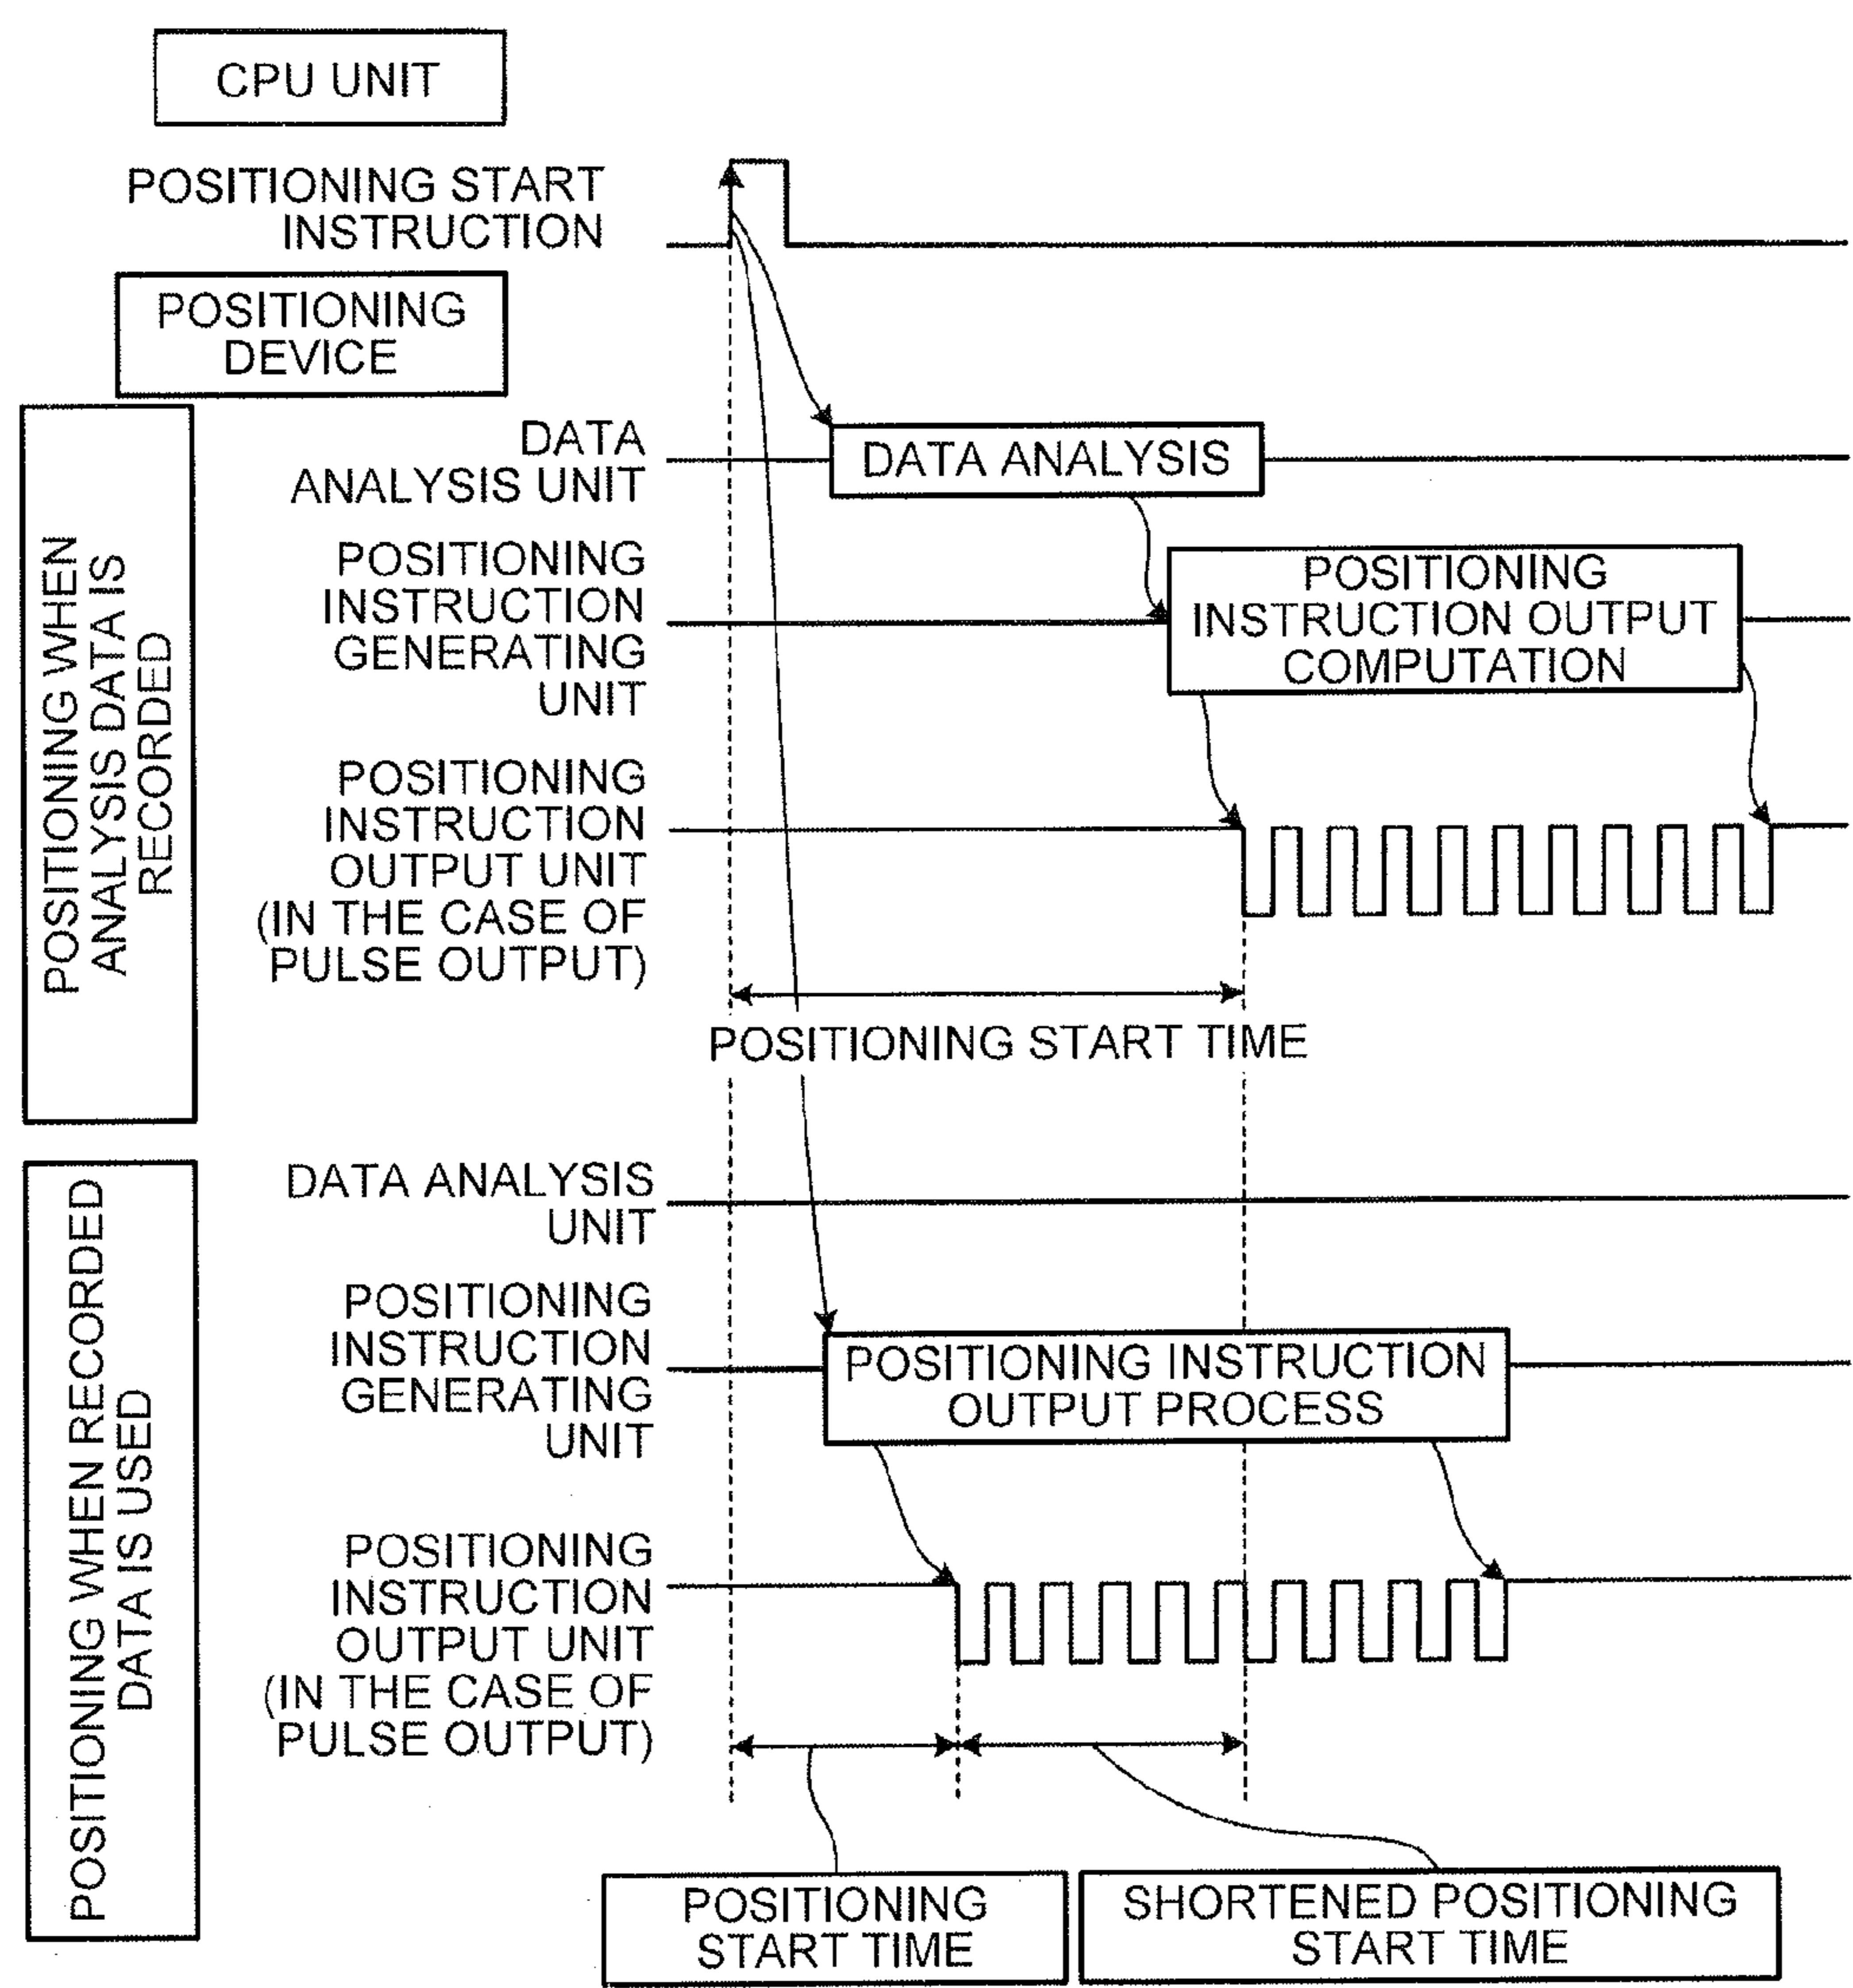 CPU UNIT
POSITIONING START
INSTRUCTION
POSITIONING
DEVICE
POSITIONING WHEN
ANALYSIS DATA IS
RECORDED
DATA
ANALYSIS UNIT
DATA ANALYSIS
POSITIONING
INSTRUCTION
GENERATING
UNIT
POSITIONING
INSTRUCTION OUTPUT
COMPUTATION
POSITIONING
INSTRUCTION
OUTPUT UNIT
(IN THE CASE OF
PULSE OUTPUT)
POSITIONING START TIME
POSITIONING WHEN RECORDED
DATA IS USED
DATA ANALYSIS
UNIT
POSITIONING
INSTRUCTION
GENERATING
UNIT
POSITIONING INSTRUCTION
OUTPUT PROCESS
POSITIONING
INSTRUCTION
OUTPUT UNIT
(IN THE CASE OF
PULSE OUTPUT)
POSITIONING
START TIME
SHORTENED POSITIONING
START TIME